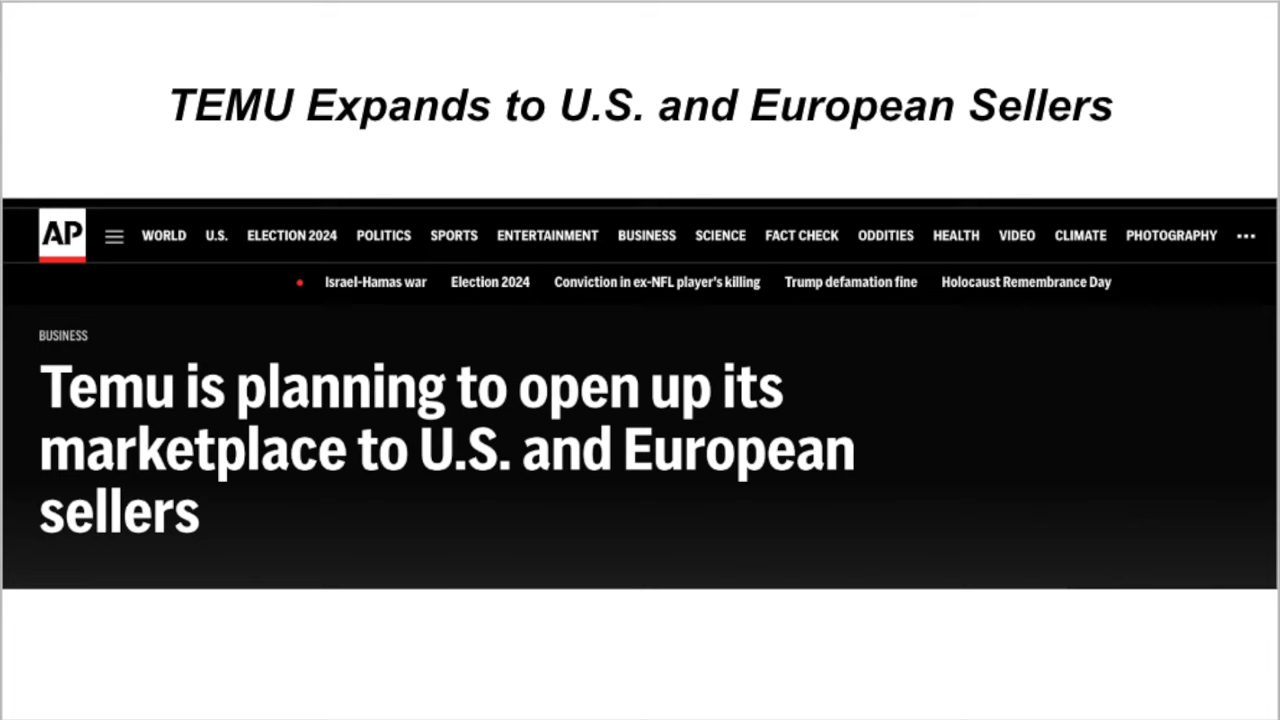 TEMU Expands to U.S. and European Sellers
AP WORLD U.S. ELECTION 2024 POLITICS SPORTS ENTERTAINMENT BUSINESS SCIENCE FACT CHECK ODDITIES HEALTH VIDEO CLIMATE PHOTOGRAPHY
Israel-Hamas war Election 2024 Conviction in ex-NFL player's killing Trump defamation fine Holocaust Remembrance Day
BUSINESS
Temu is planning to open up its
marketplace to U.S. and European
sellers